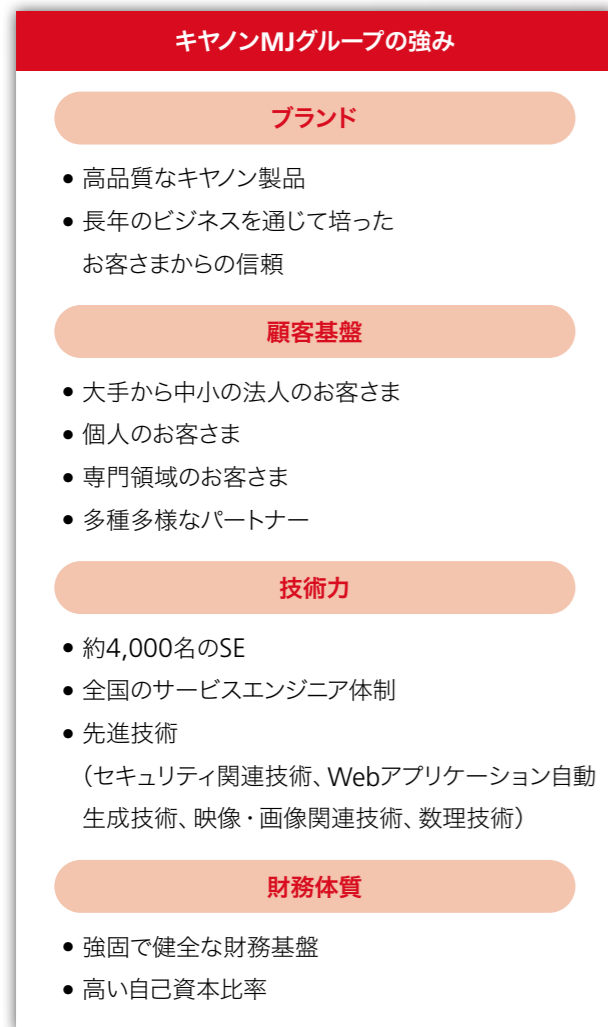 キヤノンMJグループの強み
ブランド
● 高品質なキヤノン製品
● 長年のビジネスを通じて培った
お客さまからの信頼
顧客基盤
● 大手から中小の法人のお客さま
● 個人のお客さま
● 専門領域のお客さま
● 多種多様なパートナー
技術力
● 約4,000名のSE
● 全国のサービスエンジニア体制
● 先進技術
（セキュリティ関連技術、Webアプリケーション自動
生成技術、映像・画像関連技術、数理技術）
財務体質
● 強固で健全な財務基盤
● 高い自己資本比率